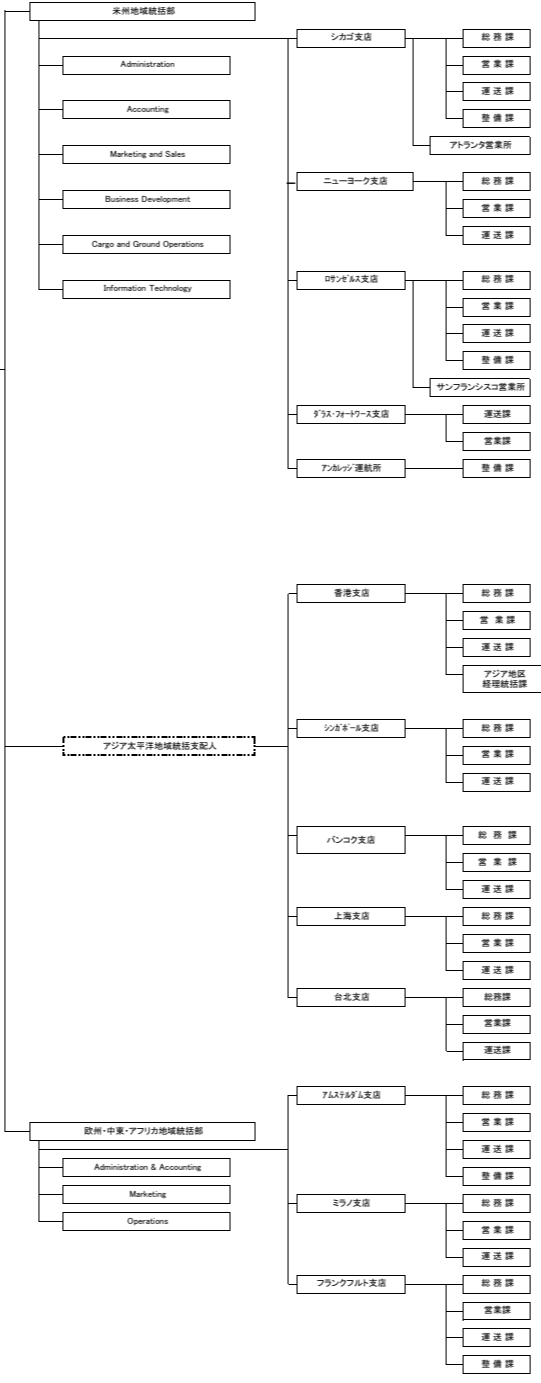 米州地域統括部
Administration
Accounting
Marketing and Sales
Business Development
Cargo and Ground Operations
Information Technology
シカゴ支店
総 務 課
営 業 課
運 送 課
整 備 課
アトランタ営業所
ニューヨーク支店
総 務 課
営 業 課
運 送 課
ロサンゼルス支店
総 務 課
営 業 課
運 送 課
整 備 課
サンフランシスコ営業所
ダラス・フォートワース支店
運送課
営業課
アンカレッジ運航所
整 備 課
アジア太平洋地域統括支配人
香港支店
総 務 課
営 業 課
運 送 課
アジア地区
経理統括課
シンガポール支店
総 務 課
営 業 課
運 送 課
バンコク支店
総 務 課
営 業 課
運 送 課
上海支店
総 務 課
営 業 課
運 送 課
台北支店
総務課
営業課
運送課
欧州・中東・アフリカ地域統括部
Administration & Accounting
Marketing
Operations
アムステルダム支店
総 務 課
営 業 課
運 送 課
整 備 課
ミラノ支店
総 務 課
営 業 課
運 送 課
フランクフルト支店
総 務 課
営業課
運 送 課
整 備 課